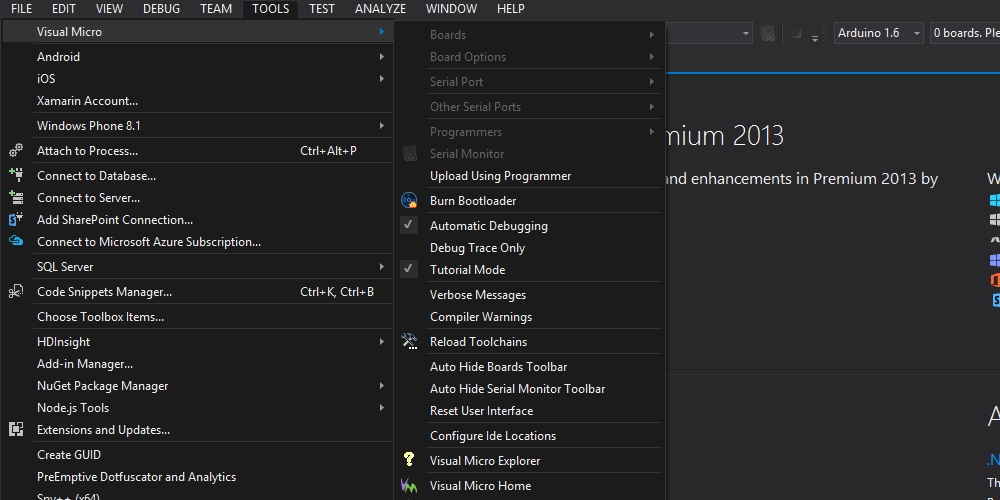 FILE EDIT VIEW DEBUG TEAM TOOLS TEST ANALYZE WINDOW HELP
Visual Micro
Android
iOS
Xamarin Account...
Windows Phone 8.1
Attach to Process... Ctrl+Alt+P
Connect to Database...
Connect to Server...
Add SharePoint Connection...
Connect to Microsoft Azure Subscription...
SQL Server
Code Snippets Manager... Ctrl+K, Ctrl+B
Choose Toolbox Items...
HDInsight
Add-in Manager...
NuGet Package Manager
Node.js Tools
Extensions and Updates...
Create GUID
PreEmptive Dotfuscator and Analytics
Spy++ (x64)
Boards
Board Options
Serial Port
Other Serial Ports
Programmers
Serial Monitor
Upload Using Programmer
Burn Bootloader
Automatic Debugging
Debug Trace Only
Tutorial Mode
Verbose Messages
Compiler Warnings
Reload Toolchains
Auto Hide Boards Toolbar
Auto Hide Serial Monitor Toolbar
Reset User Interface
Configure Ide Locations
Visual Micro Explorer
Visual Micro Home
Arduino 1.6 0 boards. Ple
mium 2013
and enhancements in Premium 2013 by
W
A
.N
Th